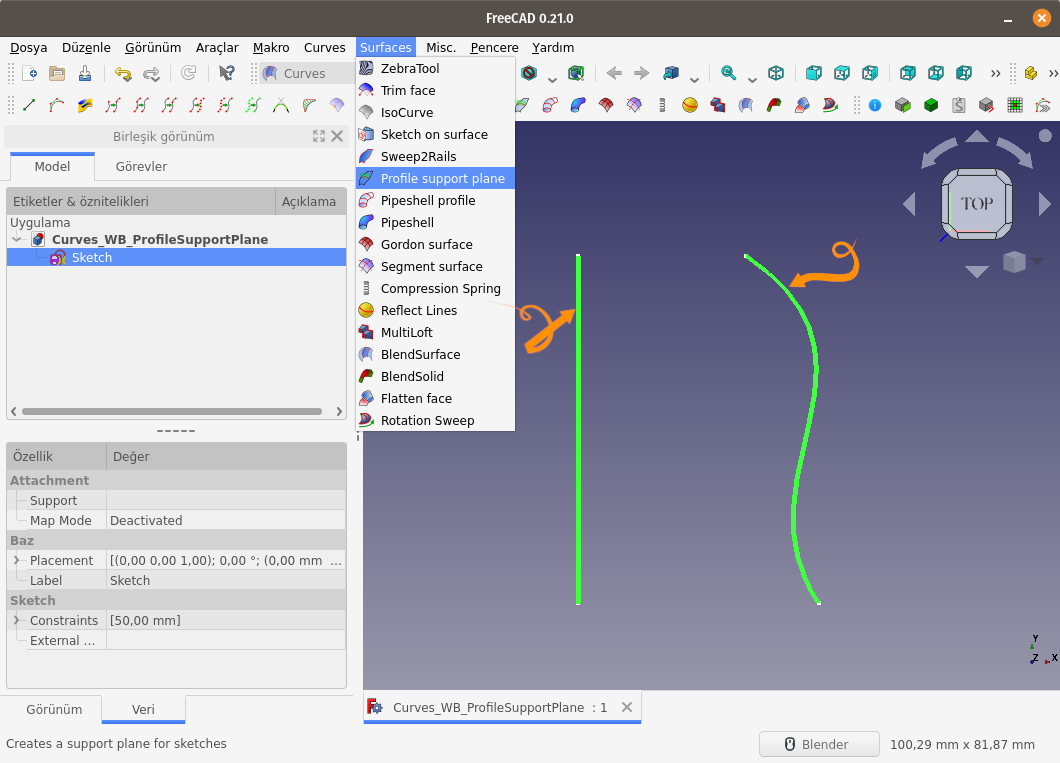 FreeCAD 0.21.0
Dosya Düzenle Görünüm Araçlar Makro Curves Surfaces Misc. Pencere Yardım
Curves
ZebraTool
Trim face
IsoCurve
Sketch on surface
Sweep2Rails
Profile support plane
Pipeshell profile
Pipeshell
Gordon surface
Segment surface
Compression Spring
Reflect Lines
MultiLoft
BlendSurface
BlendSolid
Flatten face
Rotation Sweep
Birleşik görünüm
Model Görevler
Etiketler & öznitelikleri Açıklama
Uygulama
Curves_WB_ProfileSupportPlane
Sketch
TOP
Özellik Değer
Attachment
Support
Map Mode Deactivated
Baz
Placement [(0,00 0,00 1,00); 0,00 °; (0,00 mm ...
Label Sketch
Sketch
Constraints [50,00 mm]
External ...
Y
Z X
Görünüm Veri
Curves_WB_ProfileSupportPlane : 1
Creates a support plane for sketches
Blender 100,29 mm x 81,87 mm